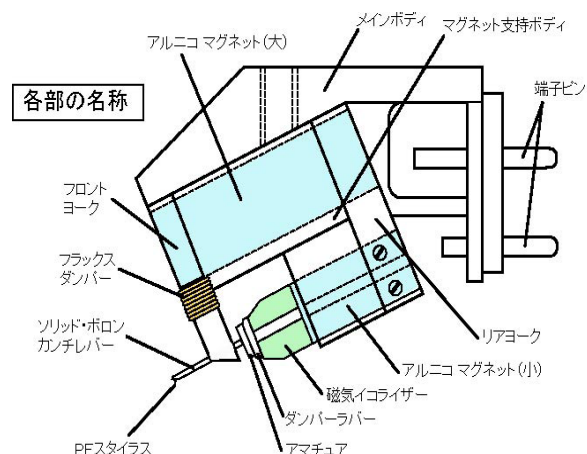 メインボディ
アルニコ マグネット(大)
マグネット支持ボディ
各部の名称
端子ピン
フロント
ヨーク
フラックス
ダンパー
ソリッド・ボロン
カンチレバー
リアヨーク
アルニコ マグネット(小)
磁気イコライザー
ダンパーラバー
PFスタイラス
アマチュア